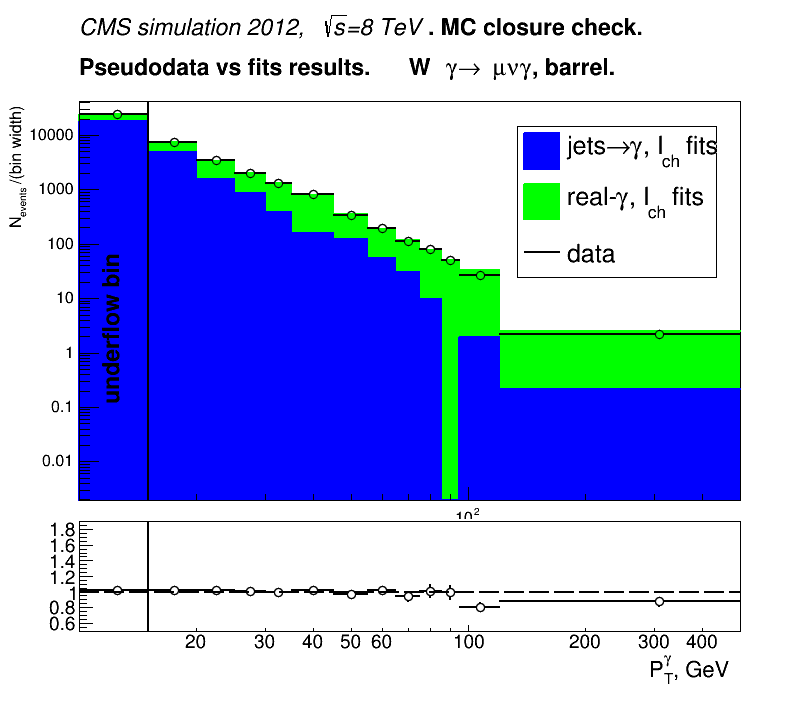 CMS simulation 2012, √s=8 TeV . MC closure check.
Pseudodata vs fits results. W γ→ μνγ, barrel.
N_events /(bin width)
10000
1000
100
10
1
0.1
0.01
underflow bin
jets→γ, I_ch fits
real-γ, I_ch fits
data
10²
1.8
1.6
1.4
1.2
1
0.8
0.6
20 30 40 50 60 100 200 300 400
P_T^γ, GeV